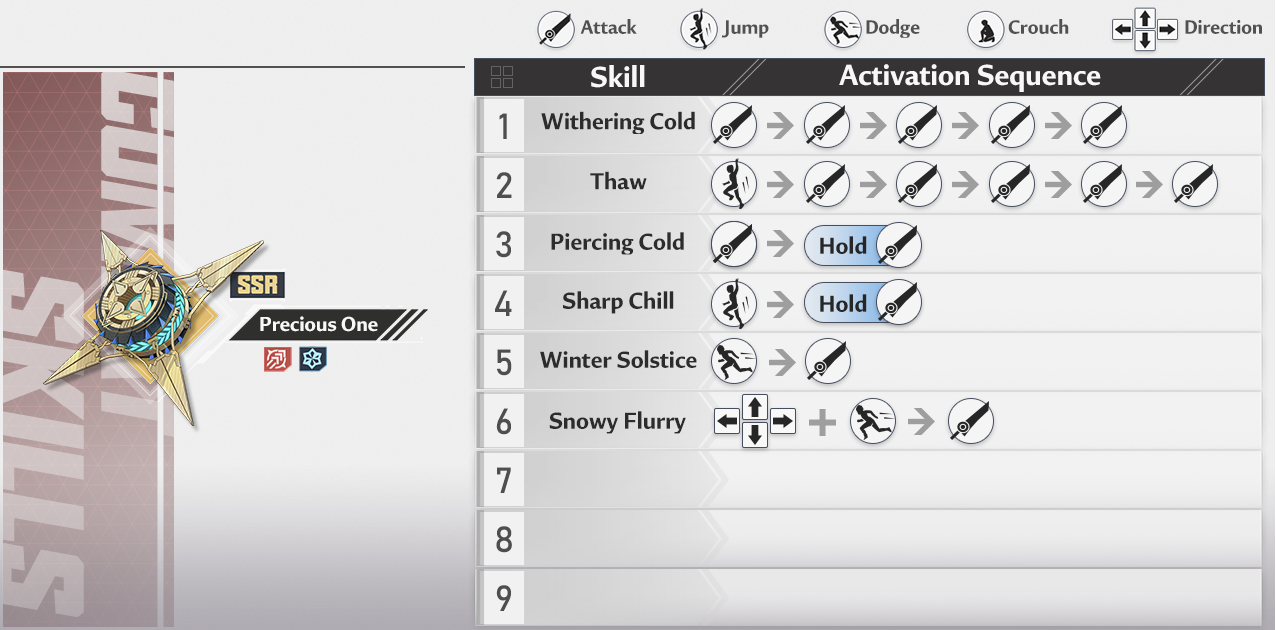 Attack Jump Dodge Crouch Direction
Skill Activation Sequence
1 Withering Cold
2 Thaw
3 Piercing Cold Hold
4 Sharp Chill Hold
5 Winter Solstice
6 Snowy Flurry
7
8
9
SSR
Precious One
SKILLS